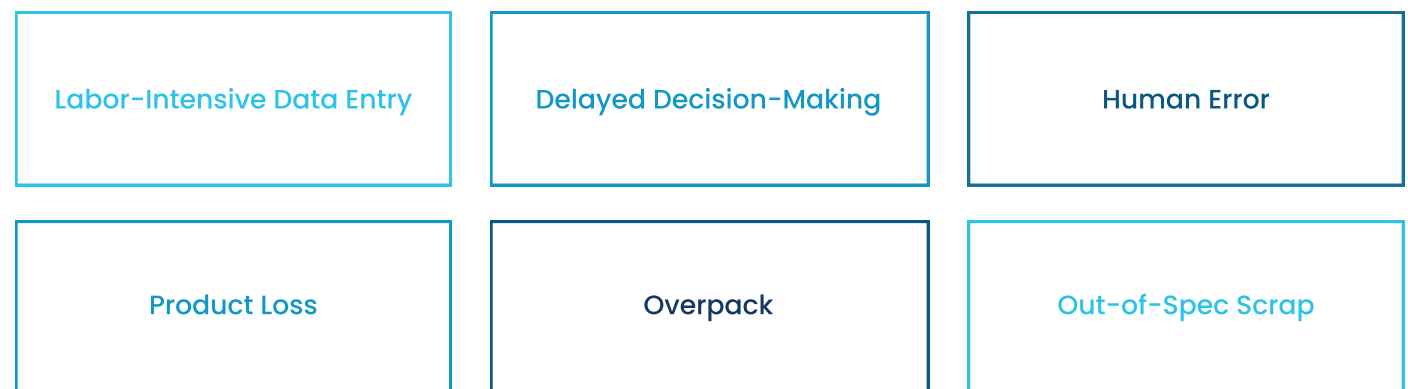 Labor-Intensive Data Entry
Delayed Decision-Making
Human Error
Product Loss
Overpack
Out-of-Spec Scrap